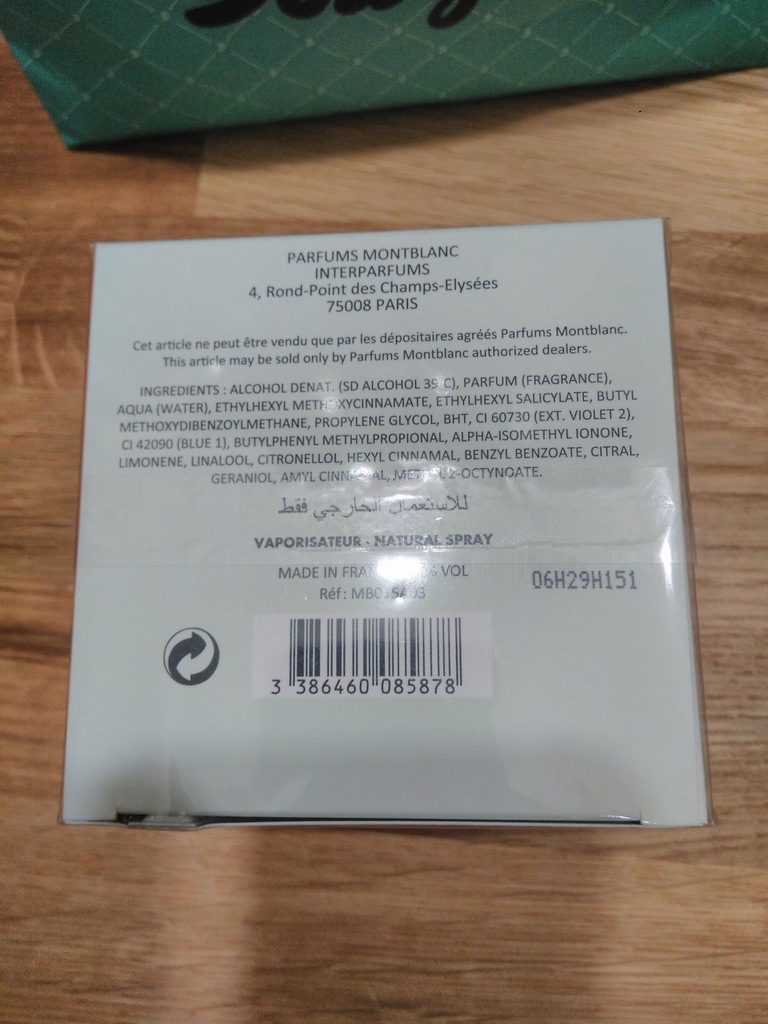 PARFUMS MONTBLANC
INTERPARFUMS
4, Rond-Point des Champs-Elysées
75008 PARIS
Cet article ne peut être vendu que par les dépositaires agréés Parfums Montblanc.
This article may be sold only by Parfums Montblanc authorized dealers.
INGREDIENTS : ALCOHOL DENAT. (SD ALCOHOL 39 C), PARFUM (FRAGRANCE),
AQUA (WATER), ETHYLHEXYL METHOXYCINNAMATE, ETHYLHEXYL SALICYLATE, BUTYL
METHOXYDIBENZOYLMETHANE, PROPYLENE GLYCOL, BHT, CI 60730 (EXT. VIOLET 2),
CI 42090 (BLUE 1), BUTYLPHENYL METHYLPROPIONAL, ALPHA-ISOMETHYL IONONE,
LIMONENE, LINALOOL, CITRONELLOL, HEXYL CINNAMAL, BENZYL BENZOATE, CITRAL,
GERANIOL, AMYL CINNAMAL, METHYL 2-OCTYNOATE.
للاستعمال الخارجي فقط
VAPORISATEUR - NATURAL SPRAY
MADE IN VOL
Réf :
06H29H151
3 386460 085878